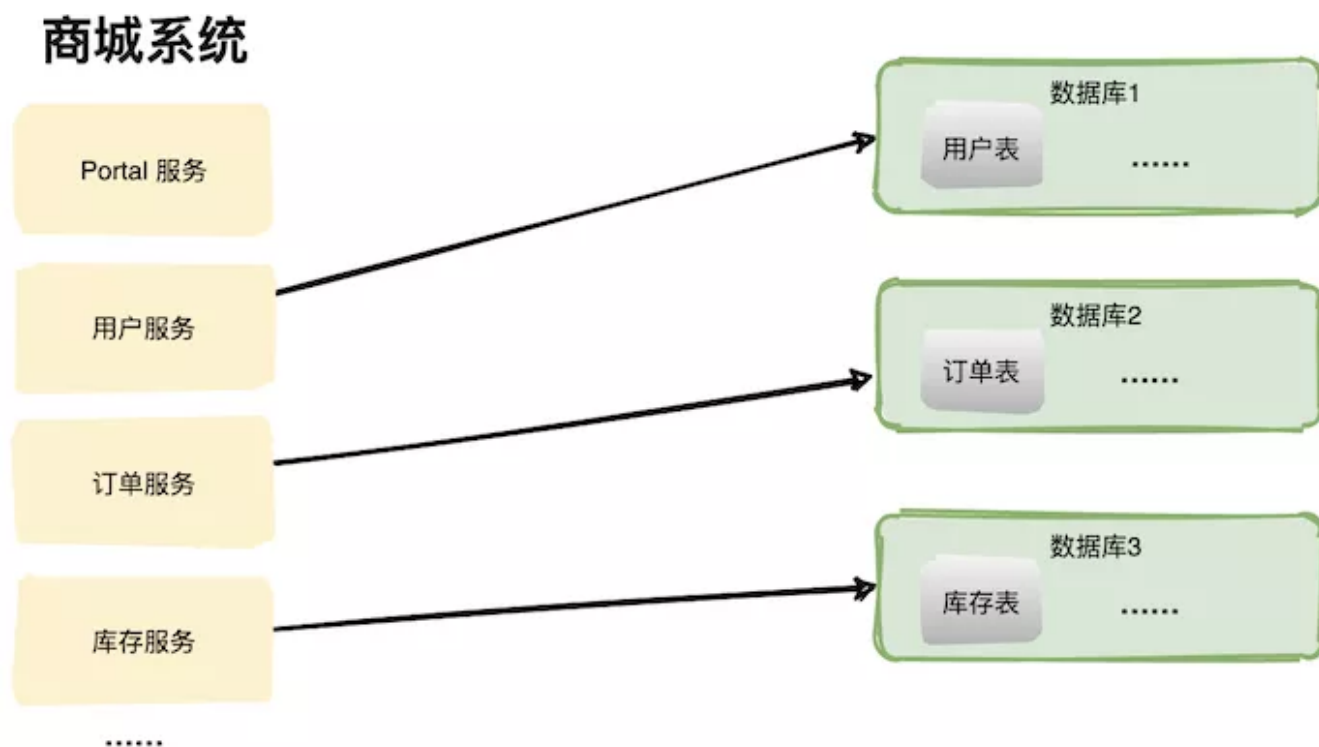 商城系统
Portal 服务
用户服务
订单服务
库存服务
......
数据库1
用户表
......
数据库2
订单表
......
数据库3
库存表
......